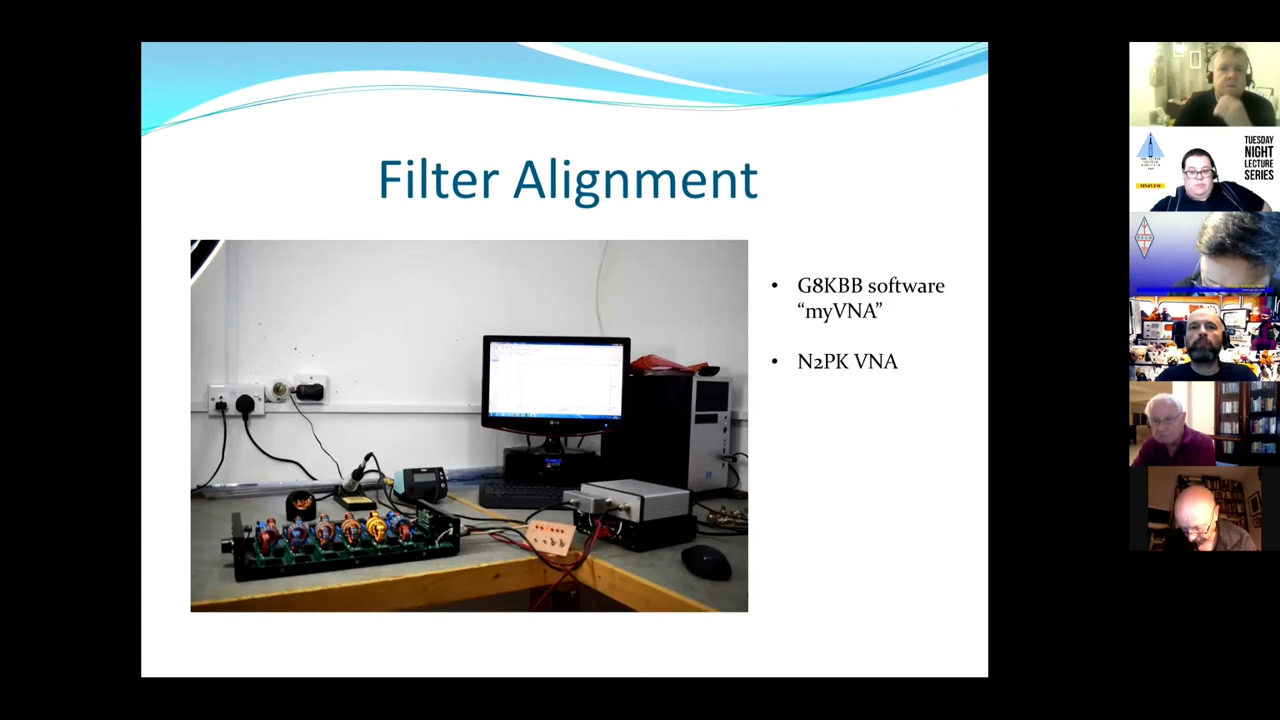 Filter Alignment
• G8KBB software
“myVNA”
• N2PK VNA
TUESDAY
NIGHT
LECTURE
SERIES